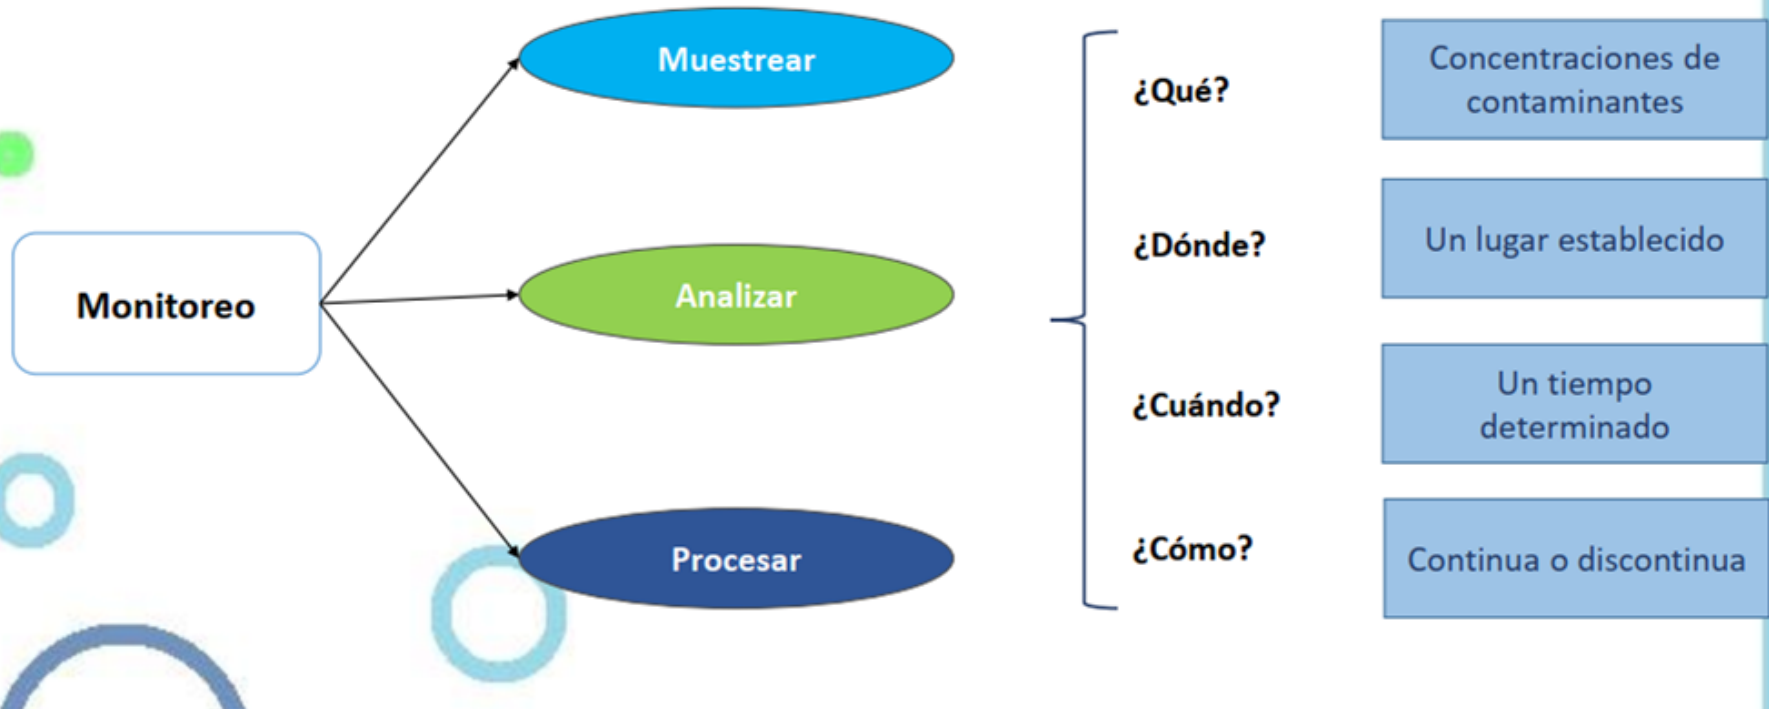 Monitoreo
Muestrear
Analizar
Procesar
¿Qué?
Concentraciones de
contaminantes
¿Dónde?
Un lugar establecido
¿Cuándo?
Un tiempo
determinado
¿Cómo?
Continua o discontinua